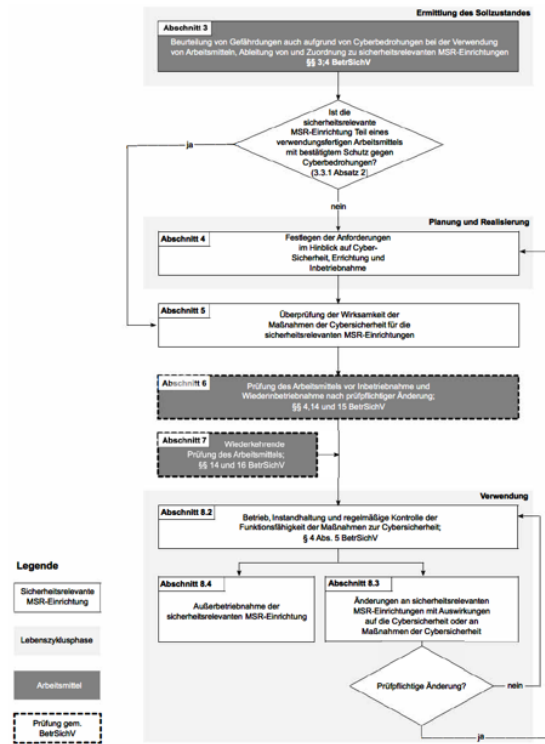 Ermittlung des Sollzustandes
Abschnitt 3
Beurteilung von Gefährdungen auch aufgrund von Cyberbedrohungen bei der Verwendung
von Arbeitsmitteln, Ableitung von und Zuordnung zu sicherheitsrelevanten MSR-Einrichtungen
§§ 3;4 BetrSichV
Ist die
sicherheitsrelevante
MSR-Einrichtung Teil eines
verwendungsfertigen Arbeitsmittels
mit bestätigtem Schutz gegen
Cyberbedrohungen?
(3.3.1 Absatz 2)
ja
nein
Planung und Realisierung
Abschnitt 4
Festlegen der Anforderungen
im Hinblick auf Cyber-
Sicherheit, Errichtung und
Inbetriebnahme
Abschnitt 5
Überprüfung der Wirksamkeit der
Maßnahmen der Cybersicherheit für die
sicherheitsrelevanten MSR-Einrichtungen
Abschnitt 6
Prüfung des Arbeitsmittels vor Inbetriebnahme und
Wiederinbetriebnahme nach prüfpflichtiger Änderung;
§§ 4,14 und 15 BetrSichV
Abschnitt 7
Wiederkehrende
Prüfung des Arbeitsmittels;
§§ 14 und 16 BetrSichV
Verwendung
Abschnitt 8.2
Betrieb, Instandhaltung und regelmäßige Kontrolle der
Funktionsfähigkeit der Maßnahmen zur Cybersicherheit;
§ 4 Abs. 5 BetrSichV
Abschnitt 8.4
Außerbetriebnahme der
sicherheitsrelevanten MSR-Einrichtung
Abschnitt 8.3
Änderungen an sicherheitsrelevanten
MSR-Einrichtungen mit Auswirkungen
auf die Cybersicherheit oder an
Maßnahmen der Cybersicherheit
Prüfpflichtige Änderung?
nein
ja
Legende
Sicherheitsrelevante
MSR-Einrichtung
Lebenszyklusphase
Arbeitsmittel
Prüfung gem.
BetrSichV